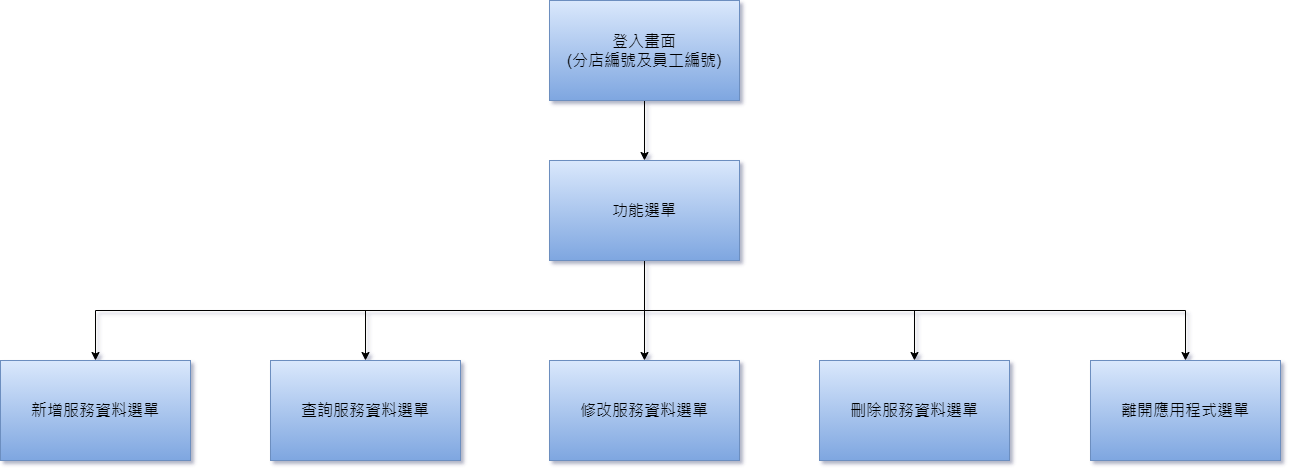 登入畫面
(分店編號及員工編號)
功能選單
新增服務資料選單
查詢服務資料選單
修改服務資料選單
刪除服務資料選單
離開應用程式選單